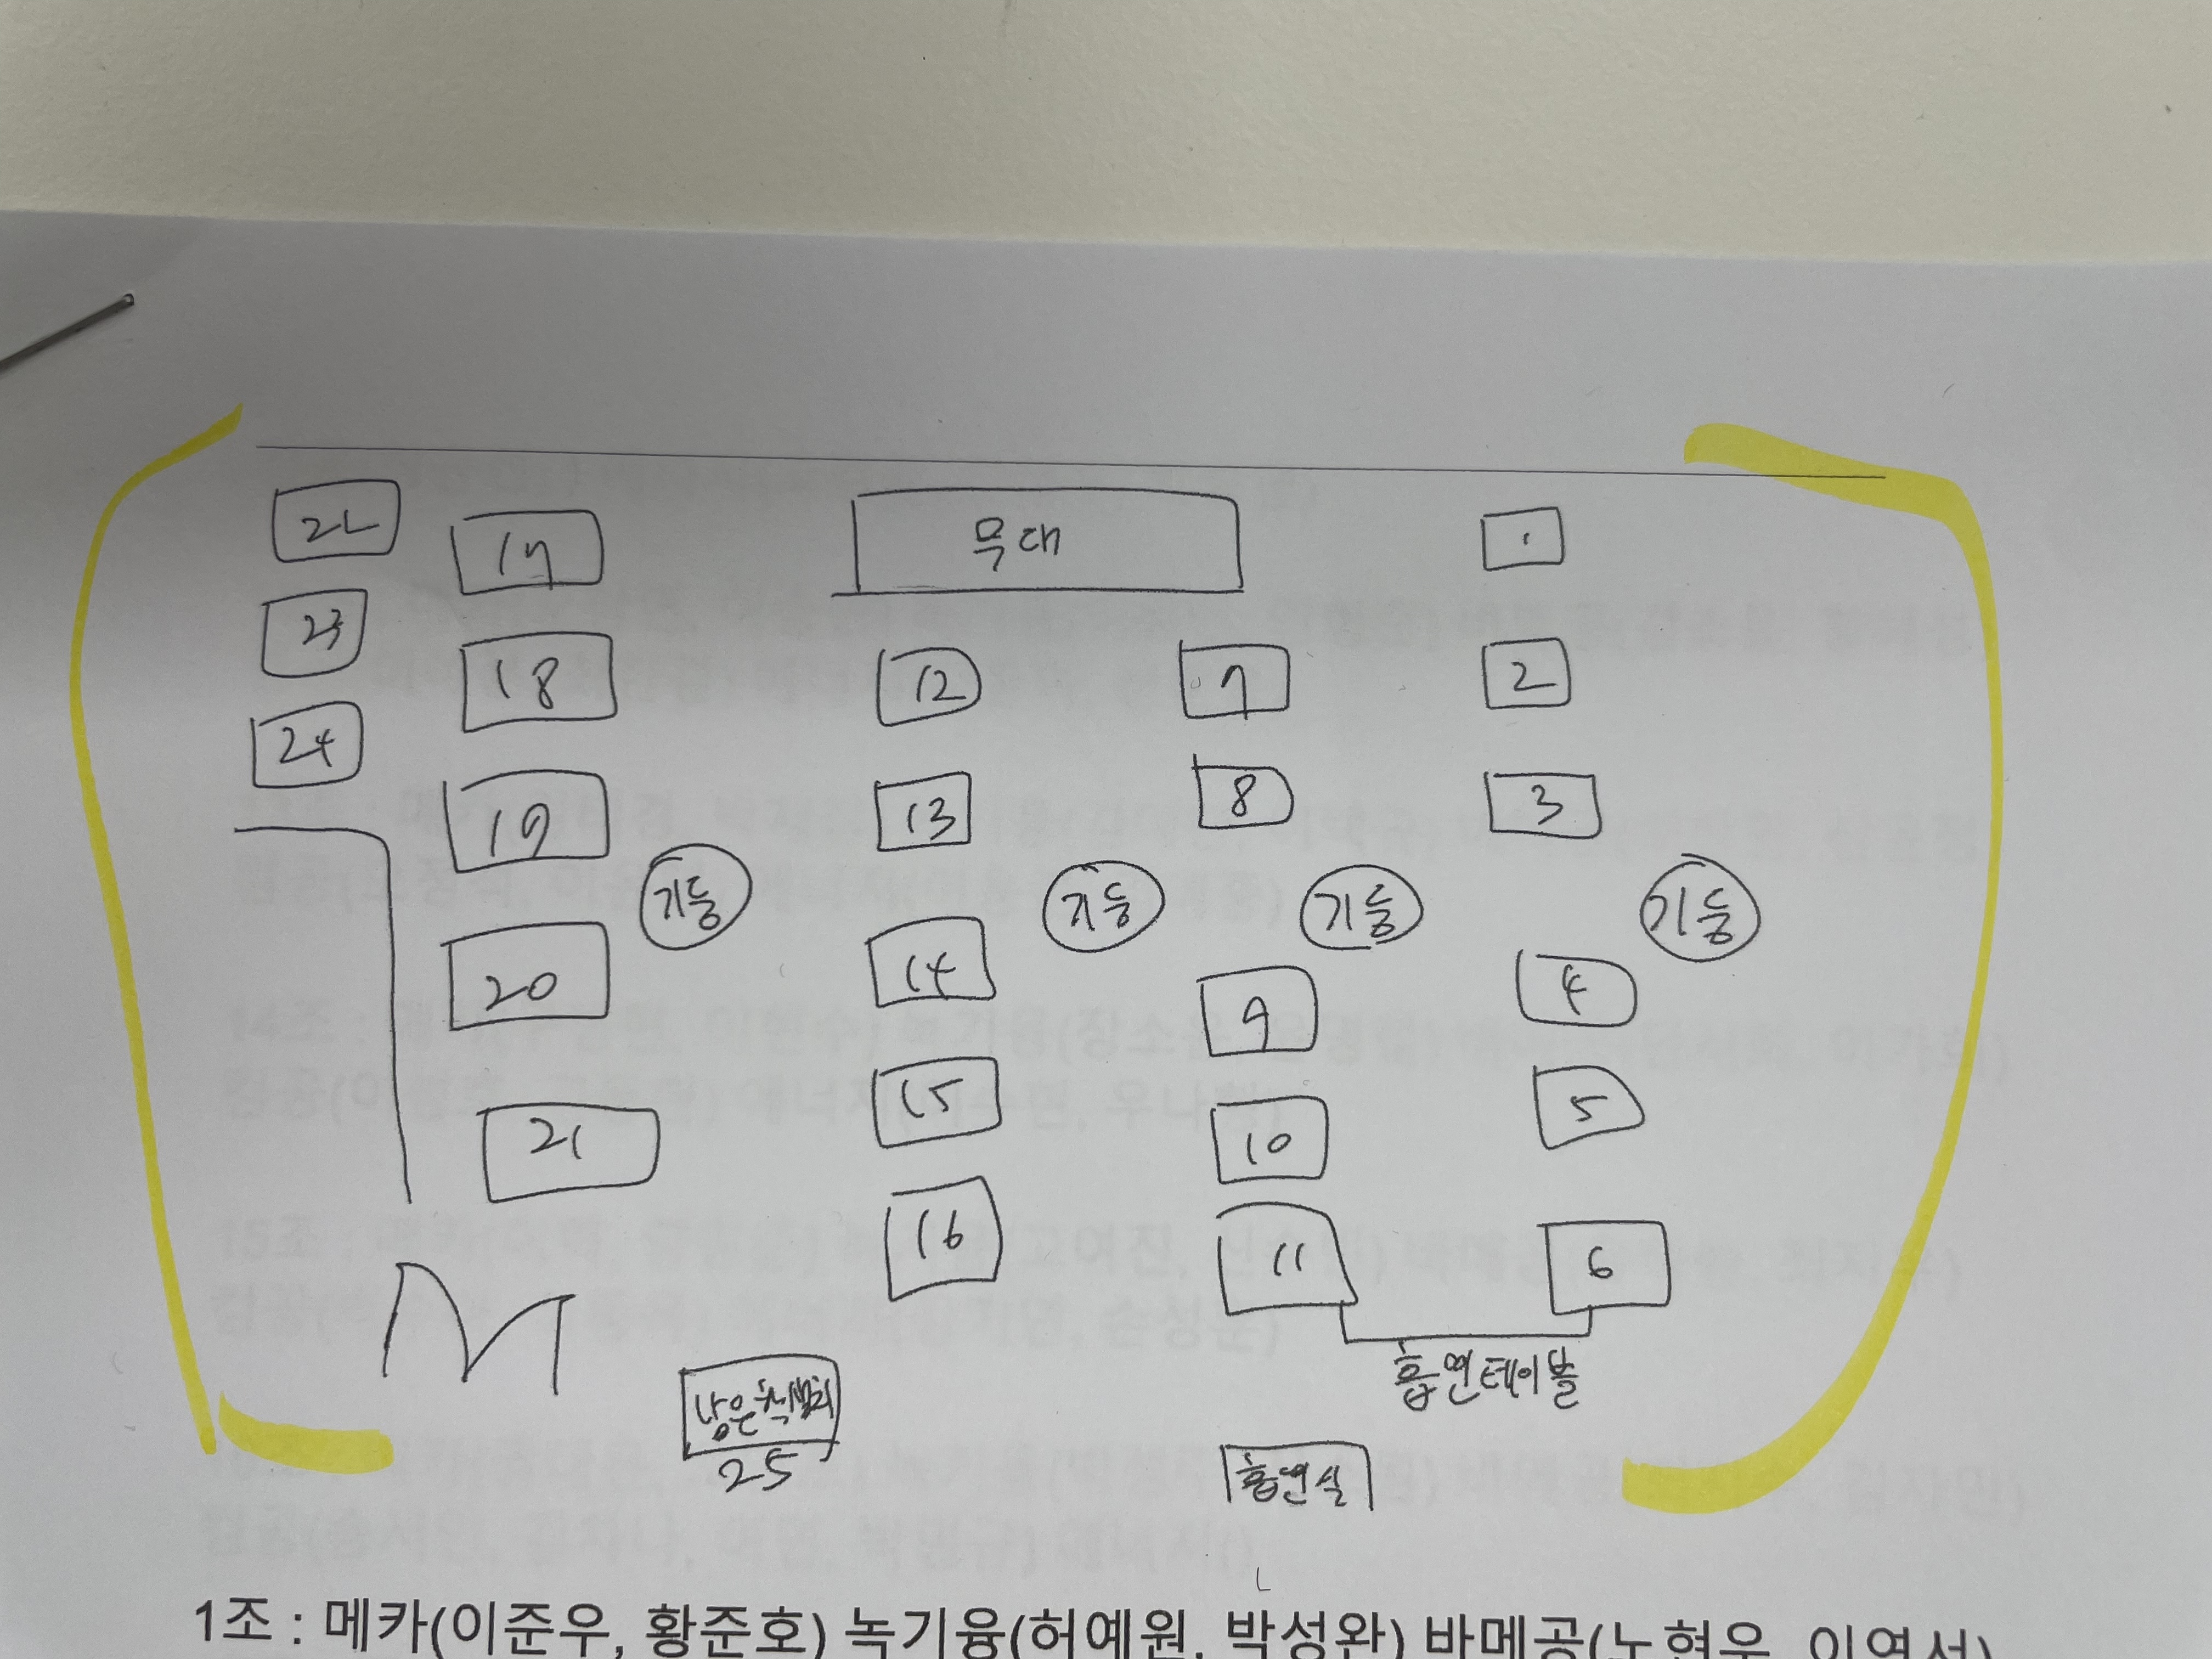 22 17 무대 1
23 18 12 7 2
24 19 13 8 3
기둥 기둥 기둥 기둥
20 14 9 4
21 15 10 5
16 11 6
흡연테이블
남은
25 흡연실
1조 : 메카(이준우, 황준호) 녹기융(허예원, 박성완) 바메공(노현우, 이연서)